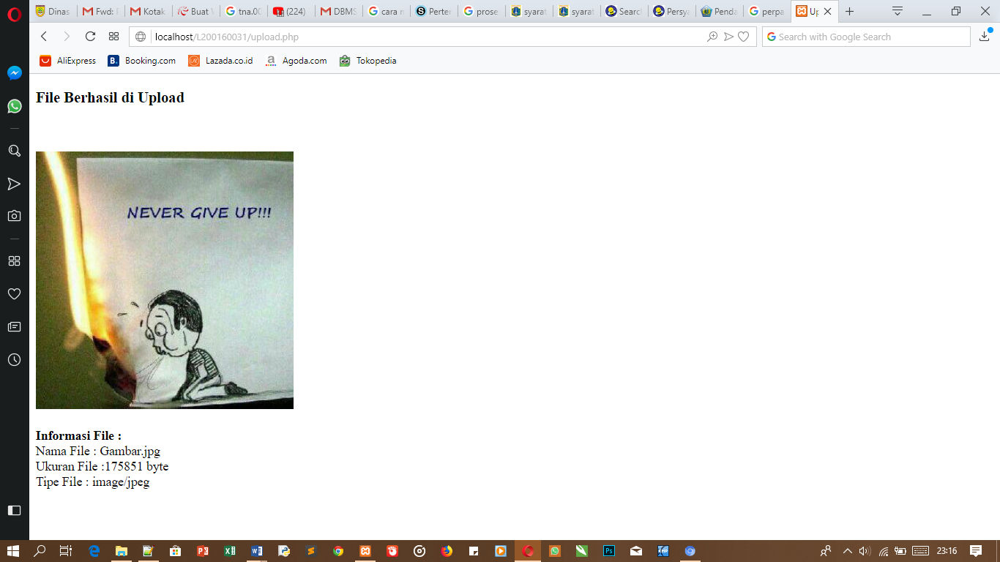 Dinas
Fwd: F
Kotak
Buat
tna.00
(224)
DBMS
cara m
Perter
prose
syarat
syarat
Searc
Persya
Penda
perpa
Up
localhost/L200160031/upload.php
Search with Google Search
AliExpress
Booking.com
Lazada.co.id
Agoda.com
Tokopedia
File Berhasil di Upload
NEVER GIVE UP!!!
Informasi File :
Nama File : Gambar.jpg
Ukuran File :175851 byte
Tipe File : image/jpeg
23:16